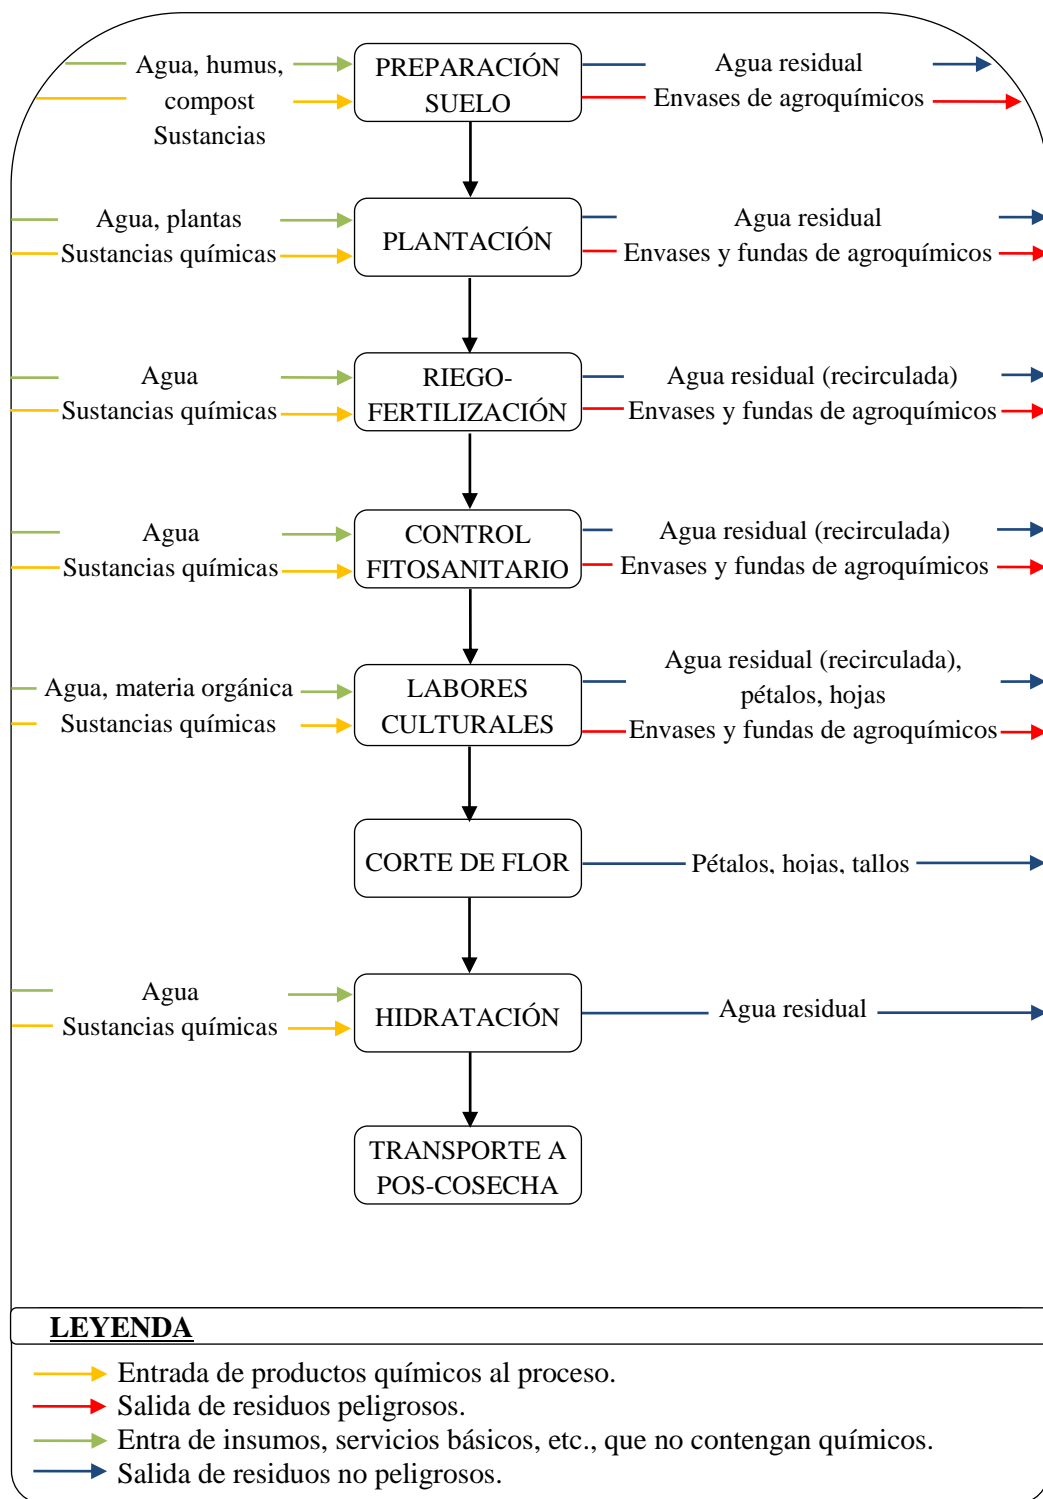 Agua, humus,
compost
Sustancias
PREPARACIÓN
SUELO
Agua residual
Envases de agroquímicos
Agua, plantas
Sustancias químicas
PLANTACIÓN
Agua residual
Envases y fundas de agroquímicos
Agua
Sustancias químicas
RIEGO-
FERTILIZACIÓN
Agua residual (recirculada)
Envases y fundas de agroquímicos
Agua
Sustancias químicas
CONTROL
FITOSANITARIO
Agua residual (recirculada)
Envases y fundas de agroquímicos
Agua, materia orgánica
Sustancias químicas
LABORES
CULTURALES
Agua residual (recirculada),
pétalos, hojas
Envases y fundas de agroquímicos
CORTE DE FLOR
Pétalos, hojas, tallos
Agua
Sustancias químicas
HIDRATACIÓN
Agua residual
TRANSPORTE A
POS-COSECHA
LEYENDA
Entrada de productos químicos al proceso.
Salida de residuos peligrosos.
Entra de insumos, servicios básicos, etc., que no contengan químicos.
Salida de residuos no peligrosos.